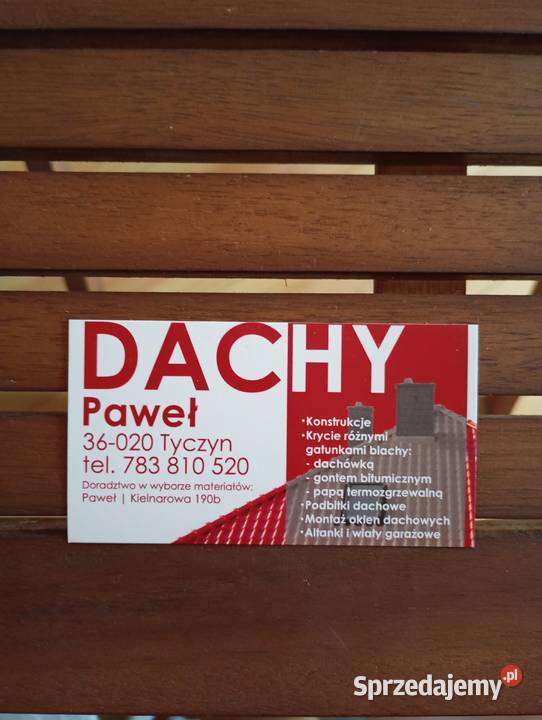 DACHY
Paweł
36-020 Tyczyn
tel. 783 810 520
Doradztwo w wyborze materiałów:
Paweł | Kielnarowa 190b
•Konstrukcje
•Krycie różnymi
gatunkami blachy:
- dachówką
- gontem bitumicznym
- papą termozgrzewalną
•Podbitki dachowe
•Montaż okien dachowych
•Altanki i wiaty garażowe
Sprzedajemy.pl